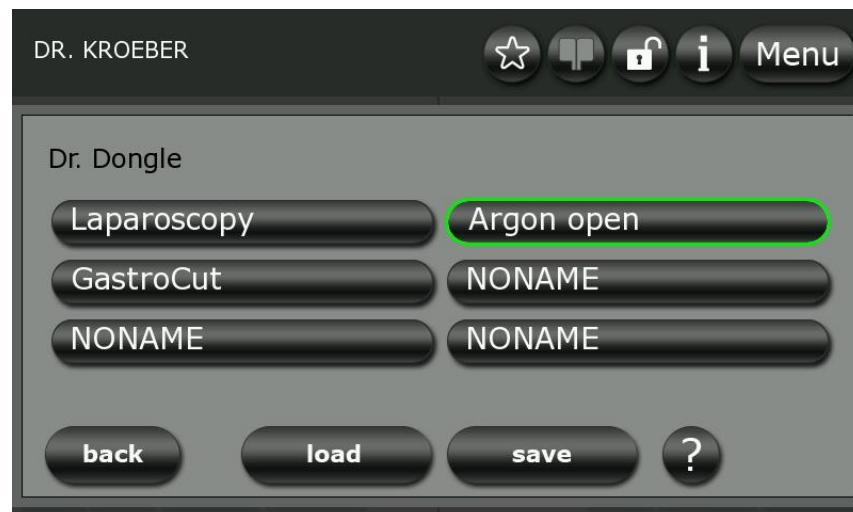 DR. KROEBER
i Menu
Dr. Dongle
Laparoscopy Argon open
GastroCut NONAME
NONAME NONAME
back load save ?